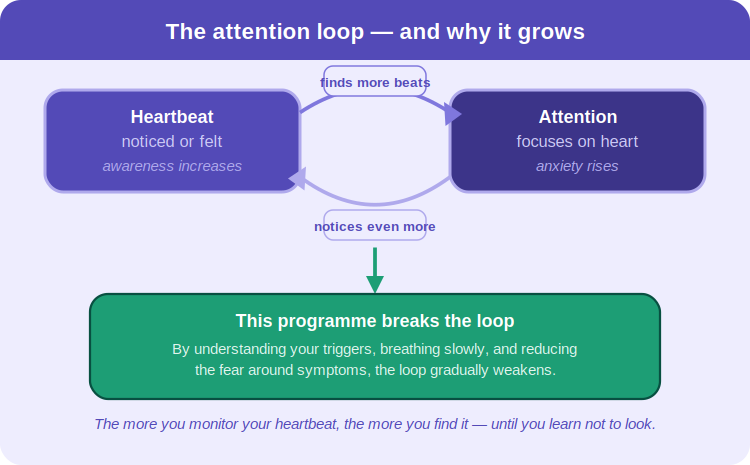 The attention loop — and why it grows
finds more beats
Heartbeat
noticed or felt
awareness increases
Attention
focuses on heart
anxiety rises
notices even more
This programme breaks the loop
By understanding your triggers, breathing slowly, and reducing
the fear around symptoms, the loop gradually weakens.
The more you monitor your heartbeat, the more you find it — until you learn not to look.